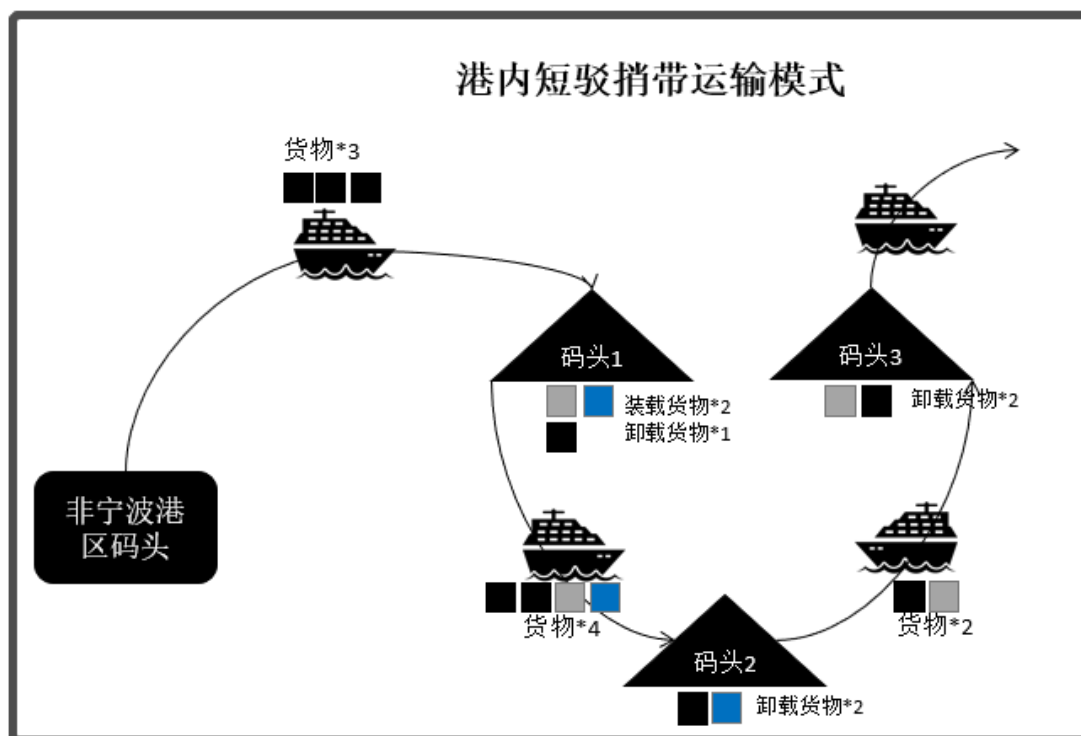 港内短驳捎带运输模式
货物*3
码头1
装载货物*2
卸载货物*1
码头3
卸载货物*2
非宁波港
区码头
货物*4
货物*2
码头2
卸载货物*2